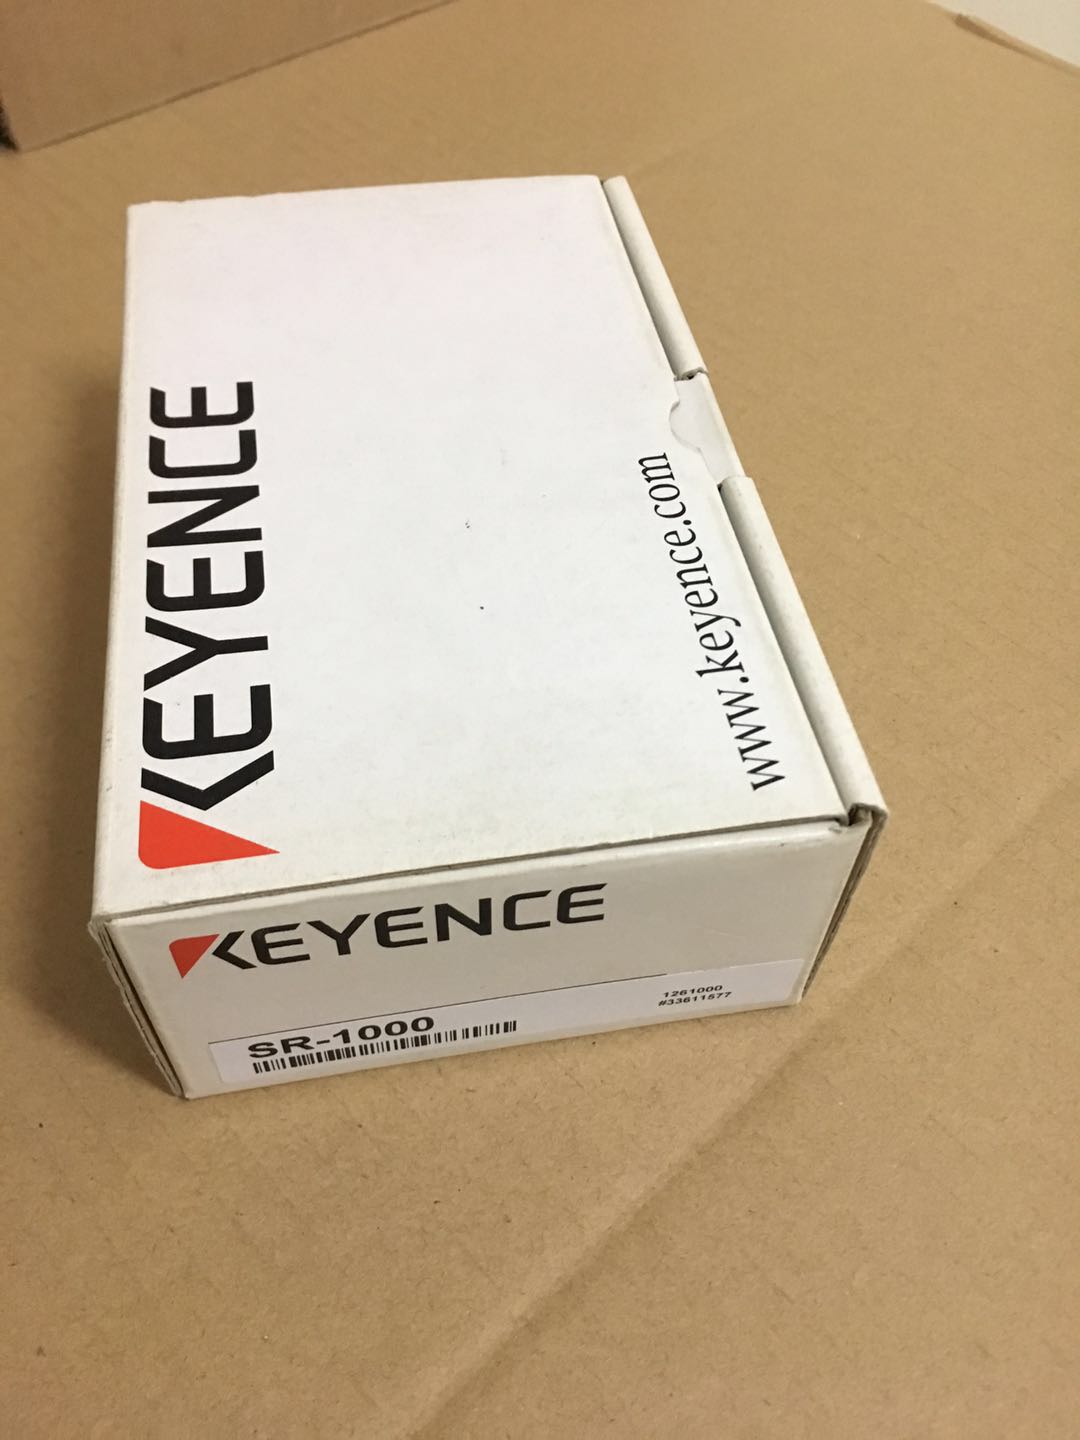 KEYENCE
www.keyence.com
KEYENCE
SR-1000
1261000
#33611577